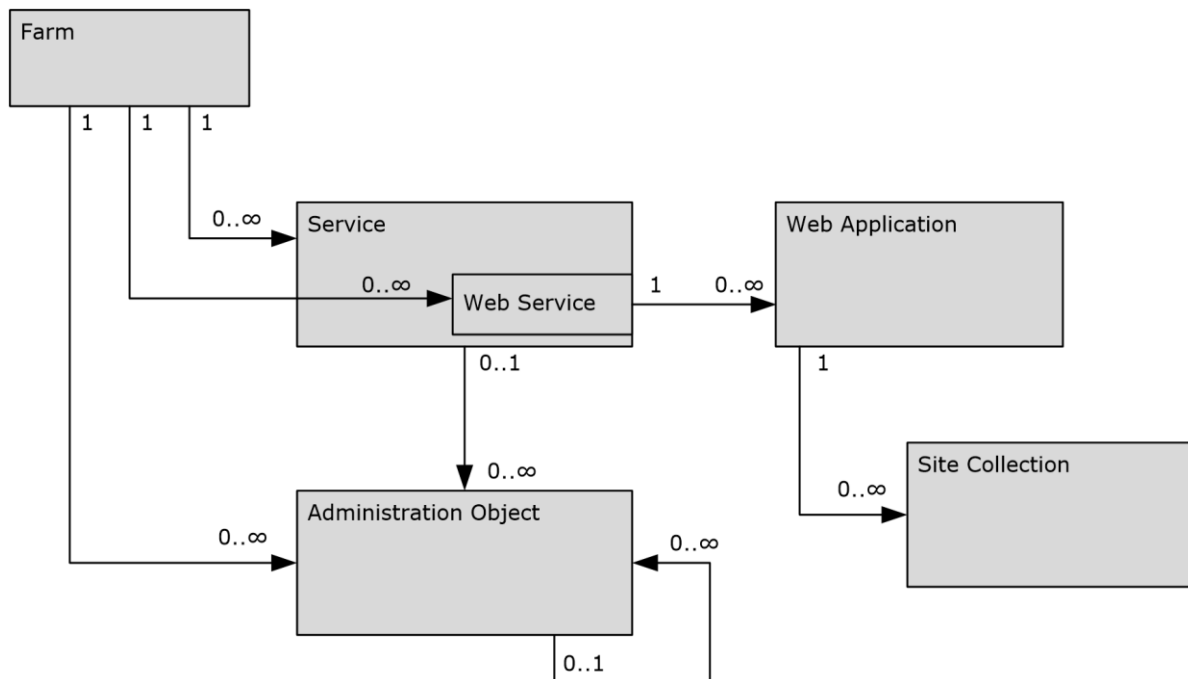 Farm
1
1
1
0..∞
Service
Web Application
0..∞
Web Service
1
0..∞
0..1
1
Site Collection
0..∞
0..∞
Administration Object
0..∞
0..∞
0..1